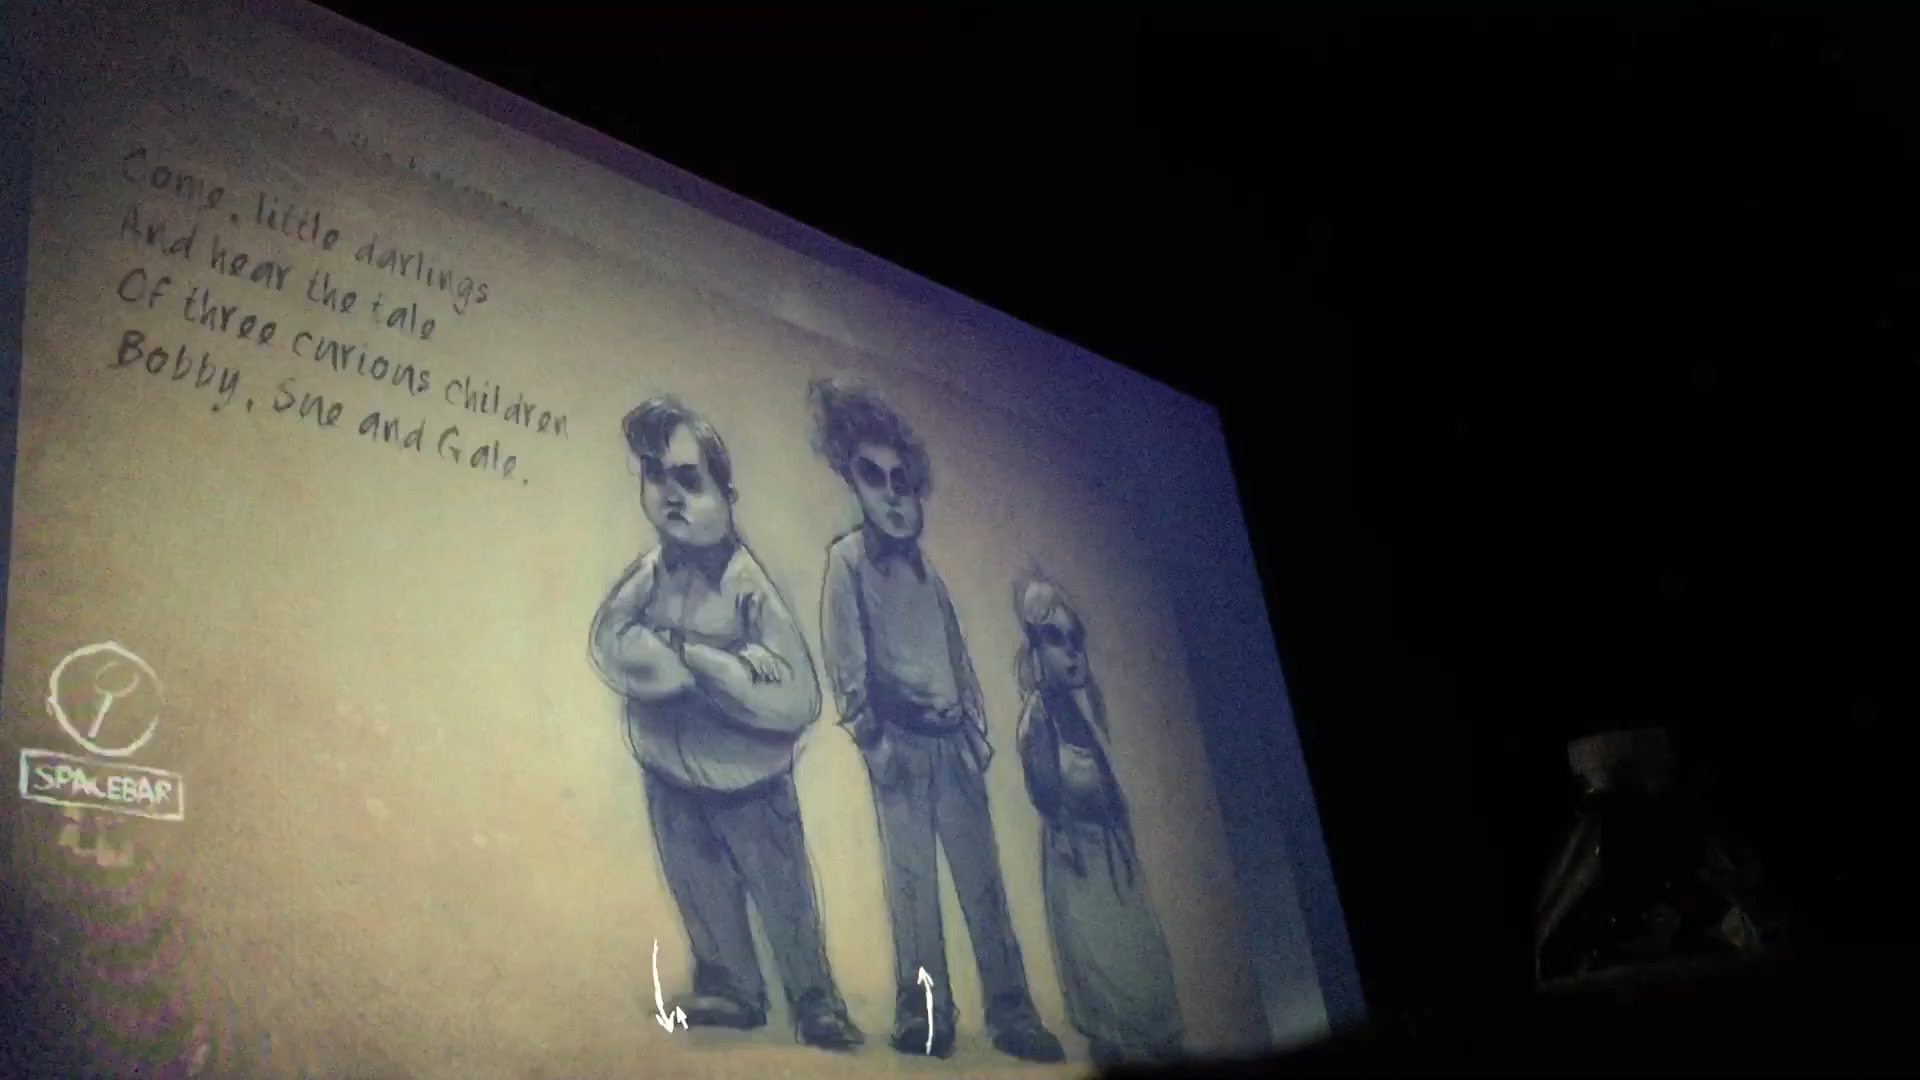 Come, little darlings
And hear the tale
Of three curious children
Bobby, Sue and Gale.
SPACEBAR